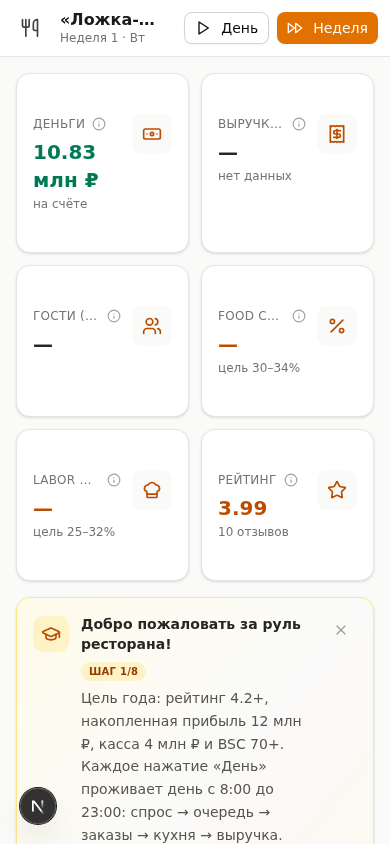 «Ложка-...
Неделя 1 · Вт
День
Неделя
ДЕНЬГИ
10.83
млн ₽
на счёте
ВЫРУЧК...
—
нет данных
ГОСТИ (...
—
FOOD C...
—
цель 30–34%
LABOR ...
—
цель 25–32%
РЕЙТИНГ
3.99
10 отзывов
Добро пожаловать за руль
ресторана!
ШАГ 1/8
Цель года: рейтинг 4.2+,
накопленная прибыль 12 млн
₽, касса 4 млн ₽ и BSC 70+.
Каждое нажатие «День»
проживает день с 8:00 до
23:00: спрос → очередь →
заказы → кухня → выручка.
N